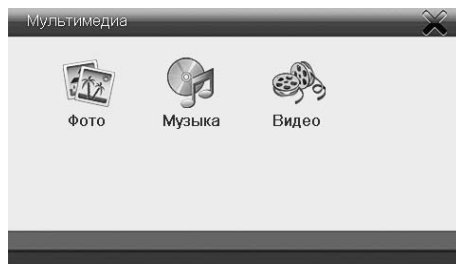 Мультимедиа
Фото Музыка Видео